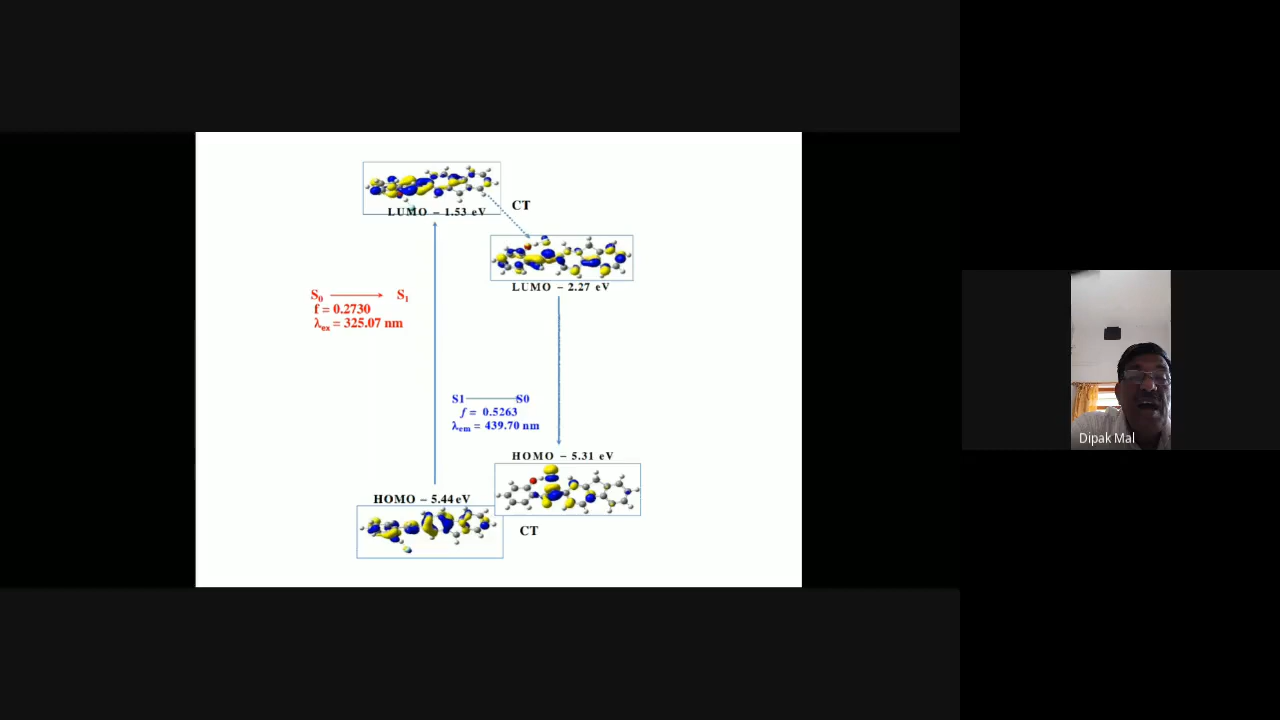 LUMO – 1.53 eV
CT
LUMO – 2.27 eV
S₀ → S₁
f = 0.2730
λₑₓ = 325.07 nm
S1 S0
f = 0.5263
λem = 439.70 nm
HOMO – 5.31 eV
HOMO – 5.44 eV
CT
Dipak Mal